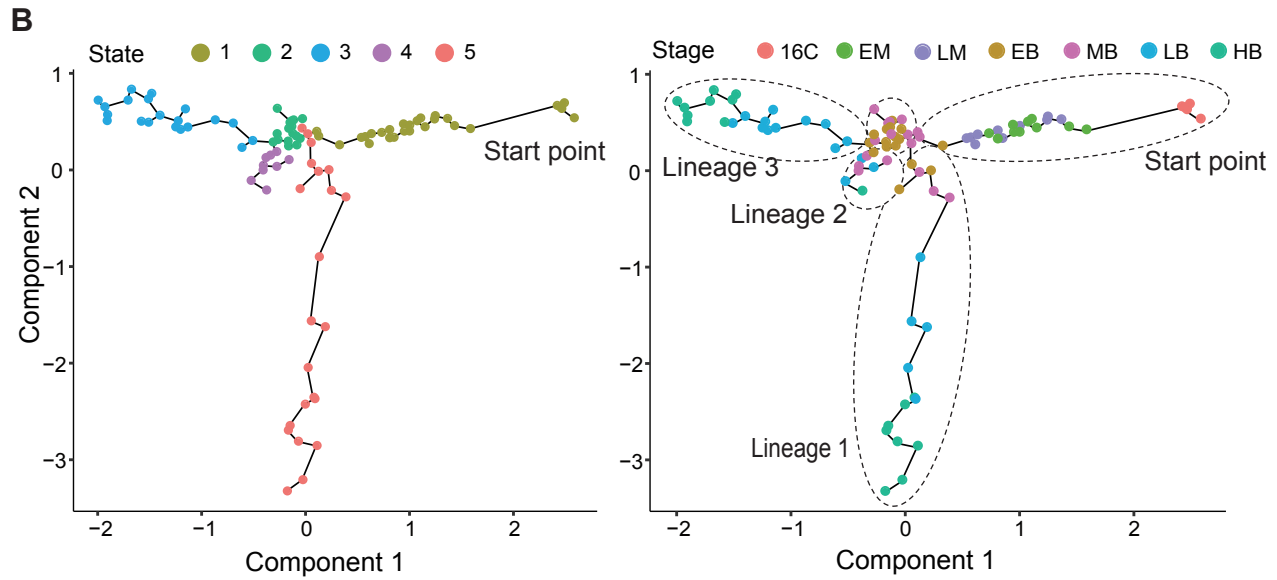 B
State 1 2 3 4 5
Stage 16C EM LM EB MB LB HB
Component 2
1
0
−1
−2
−3
Start point
−2 −1 0 1 2
Component 1
1
0
−1
−2
−3
Lineage 3
Start point
Lineage 2
Lineage 1
−2 −1 0 1 2
Component 1